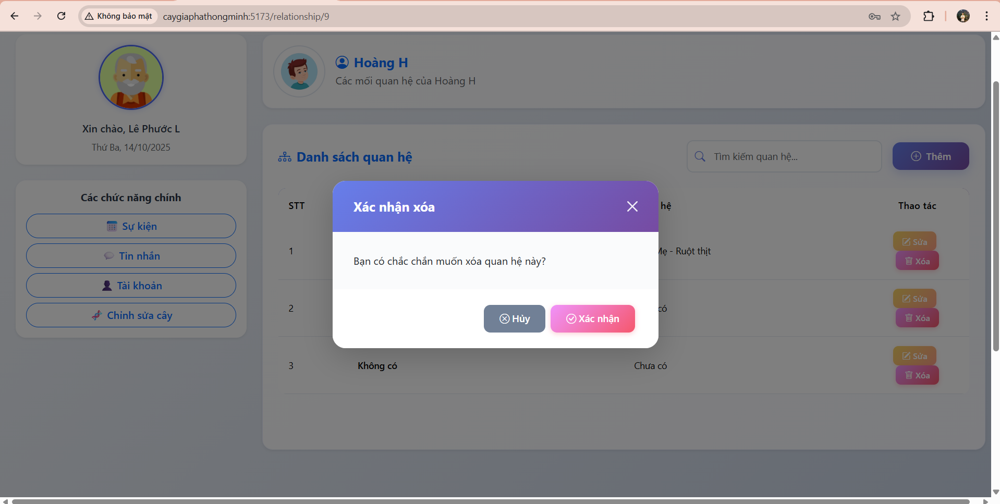 Không bảo mật
caygiaphathongminh:5173/relationship/9
Xin chào, Lê Phước L
Thứ Ba, 14/10/2025
Các chức năng chính
Sự kiện
Tin nhắn
Tài khoản
Chỉnh sửa cây
Hoàng H
Các mối quan hệ của Hoàng H
Danh sách quan hệ
Tìm kiếm quan hệ...
Thêm
STT
hệ
Thao tác
1
Mẹ - Ruột thịt
Sửa
Xóa
2
có
Sửa
Xóa
3
Không có
Chưa có
Sửa
Xóa
Xác nhận xóa
Bạn có chắc chắn muốn xóa quan hệ này?
Hủy
Xác nhận